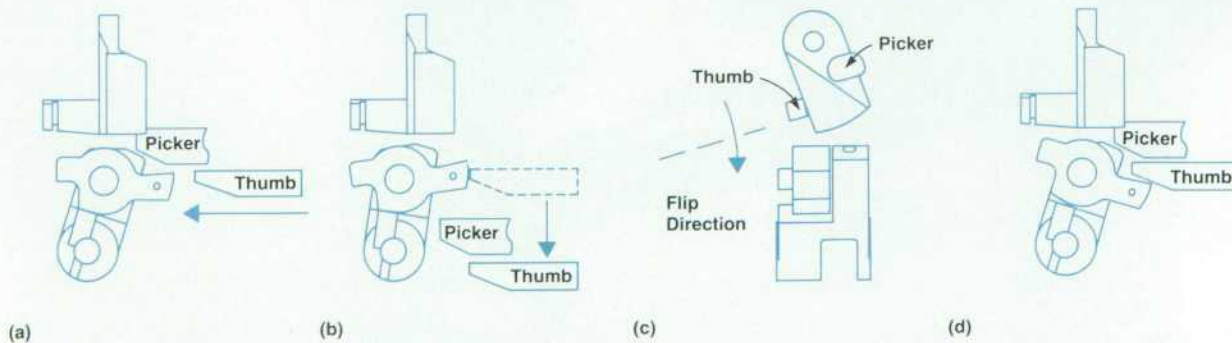 Picker
Thumb
(a)
Picker
Thumb
(b)
Picker
Thumb
Flip
Direction
(c)
Picker
Thumb
(d)